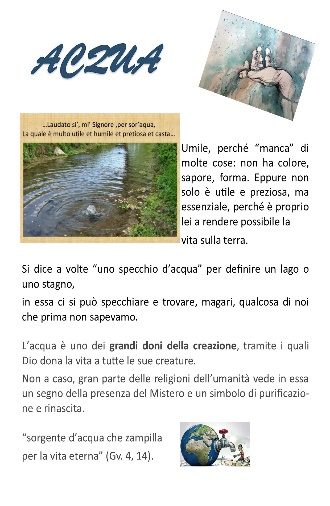 ACQUA
...Laudato si', mi' Signore ,per sor'aqua,
La quale è multo utile et humile et pretiosa et casta...
Umile, perché “manca” di
molte cose: non ha colore,
sapore, forma. Eppure non
solo è utile e preziosa, ma
essenziale, perché è proprio
lei a rendere possibile la
vita sulla terra.
Si dice a volte “uno specchio d’acqua” per definire un lago o
uno stagno,
in essa ci si può specchiare e trovare, magari, qualcosa di noi
che prima non sapevamo.
L’acqua è uno dei grandi doni della creazione, tramite i quali
Dio dona la vita a tutte le sue creature.
Non a caso, gran parte delle religioni dell’umanità vede in essa
un segno della presenza del Mistero e un simbolo di purificazio-
ne e rinascita.
“sorgente d’acqua che zampilla
per la vita eterna” (Gv. 4, 14).